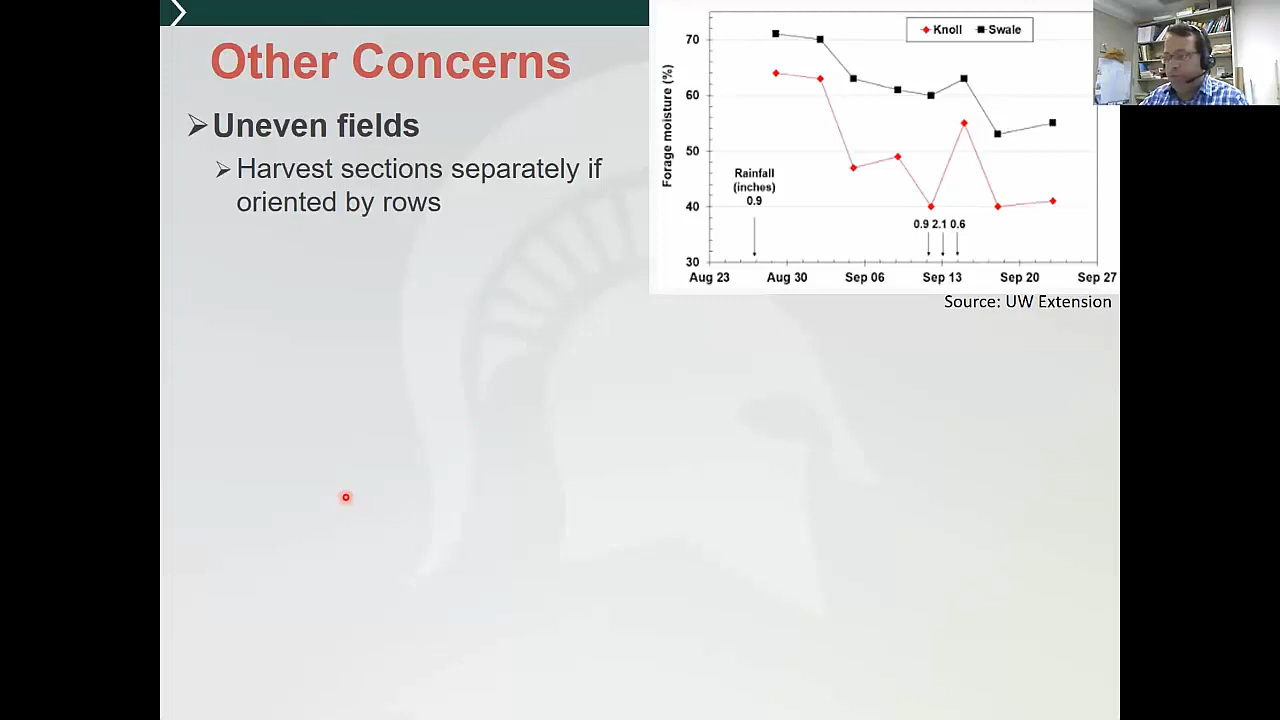 Other Concerns
Uneven fields
Harvest sections separately if
oriented by rows
Knoll Swale
Forage moisture (%)
70
60
50
40
30
Rainfall
(inches)
0.9
0.9 2.1 0.6
Aug 23 Aug 30 Sep 06 Sep 13 Sep 20 Sep 27
Source: UW Extension